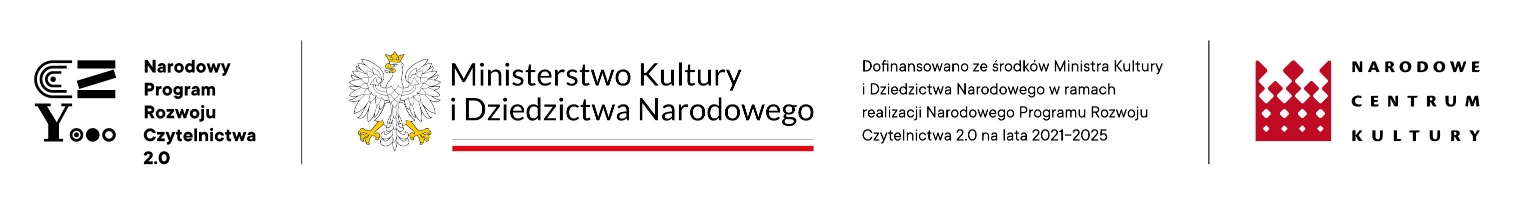 CZ
Y
Narodowy
Program
Rozwoju
Czytelnictwa
2.0
Ministerstwo Kultury
i Dziedzictwa Narodowego
Dofinansowano ze środków Ministra Kultury
i Dziedzictwa Narodowego w ramach
realizacji Narodowego Programu Rozwoju
Czytelnictwa 2.0 na lata 2021–2025
NARODOWE
CENTRUM
KULTURY